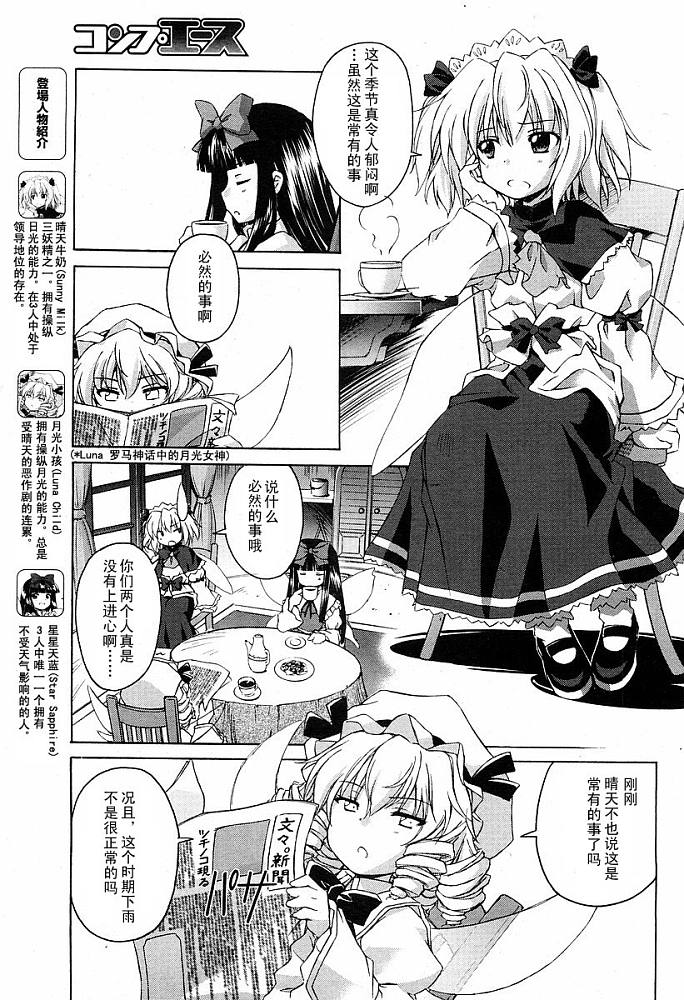 コンプエース
登場人物紹介
晴天牛奶(Sunny Milk)
三妖精之一。拥有操纵
日光的能力。在3人中处于
领导地位的存在。
月光小孩(Luna Child)
拥有操纵月光的能力。总是
受晴天的恶作剧的连累。
星星天蓝(Star Sapphire)
3人中唯一一个拥有
不受天气影响的的人。
这个季节真令人郁闷啊
…虽然这是常有的事
必然的事啊
文々。新聞
ツチノコ
(*Luna 罗马神话中的月光女神)
说什么
必然的事哦
你们两个人真是
没有上进心啊……
刚刚
晴天不也说这是
常有的事了吗
况且，这个时期下雨
不是很正常的吗
文々。新聞
ツチノコ現る
バサ